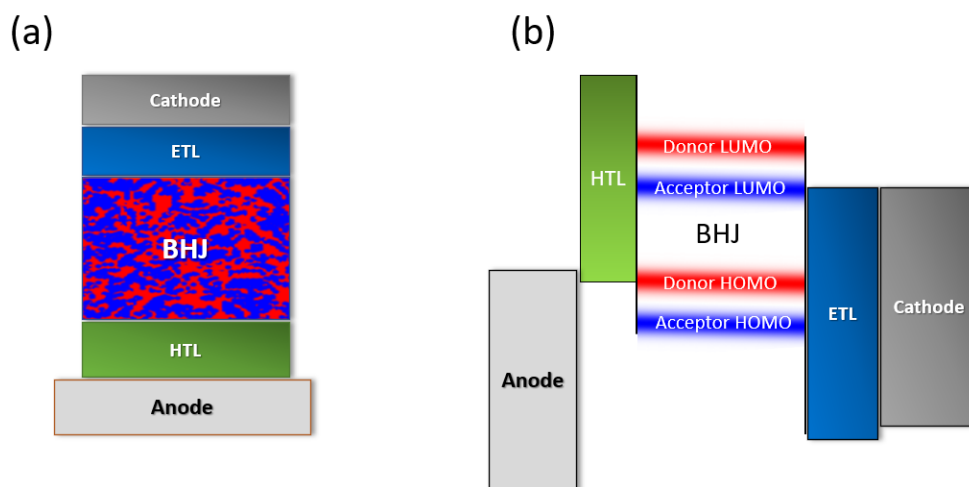 (a)
Cathode
ETL
BHJ
HTL
Anode
(b)
Donor LUMO
HTL
Acceptor LUMO
BHJ
Donor HOMO
Acceptor HOMO
ETL
Cathode
Anode